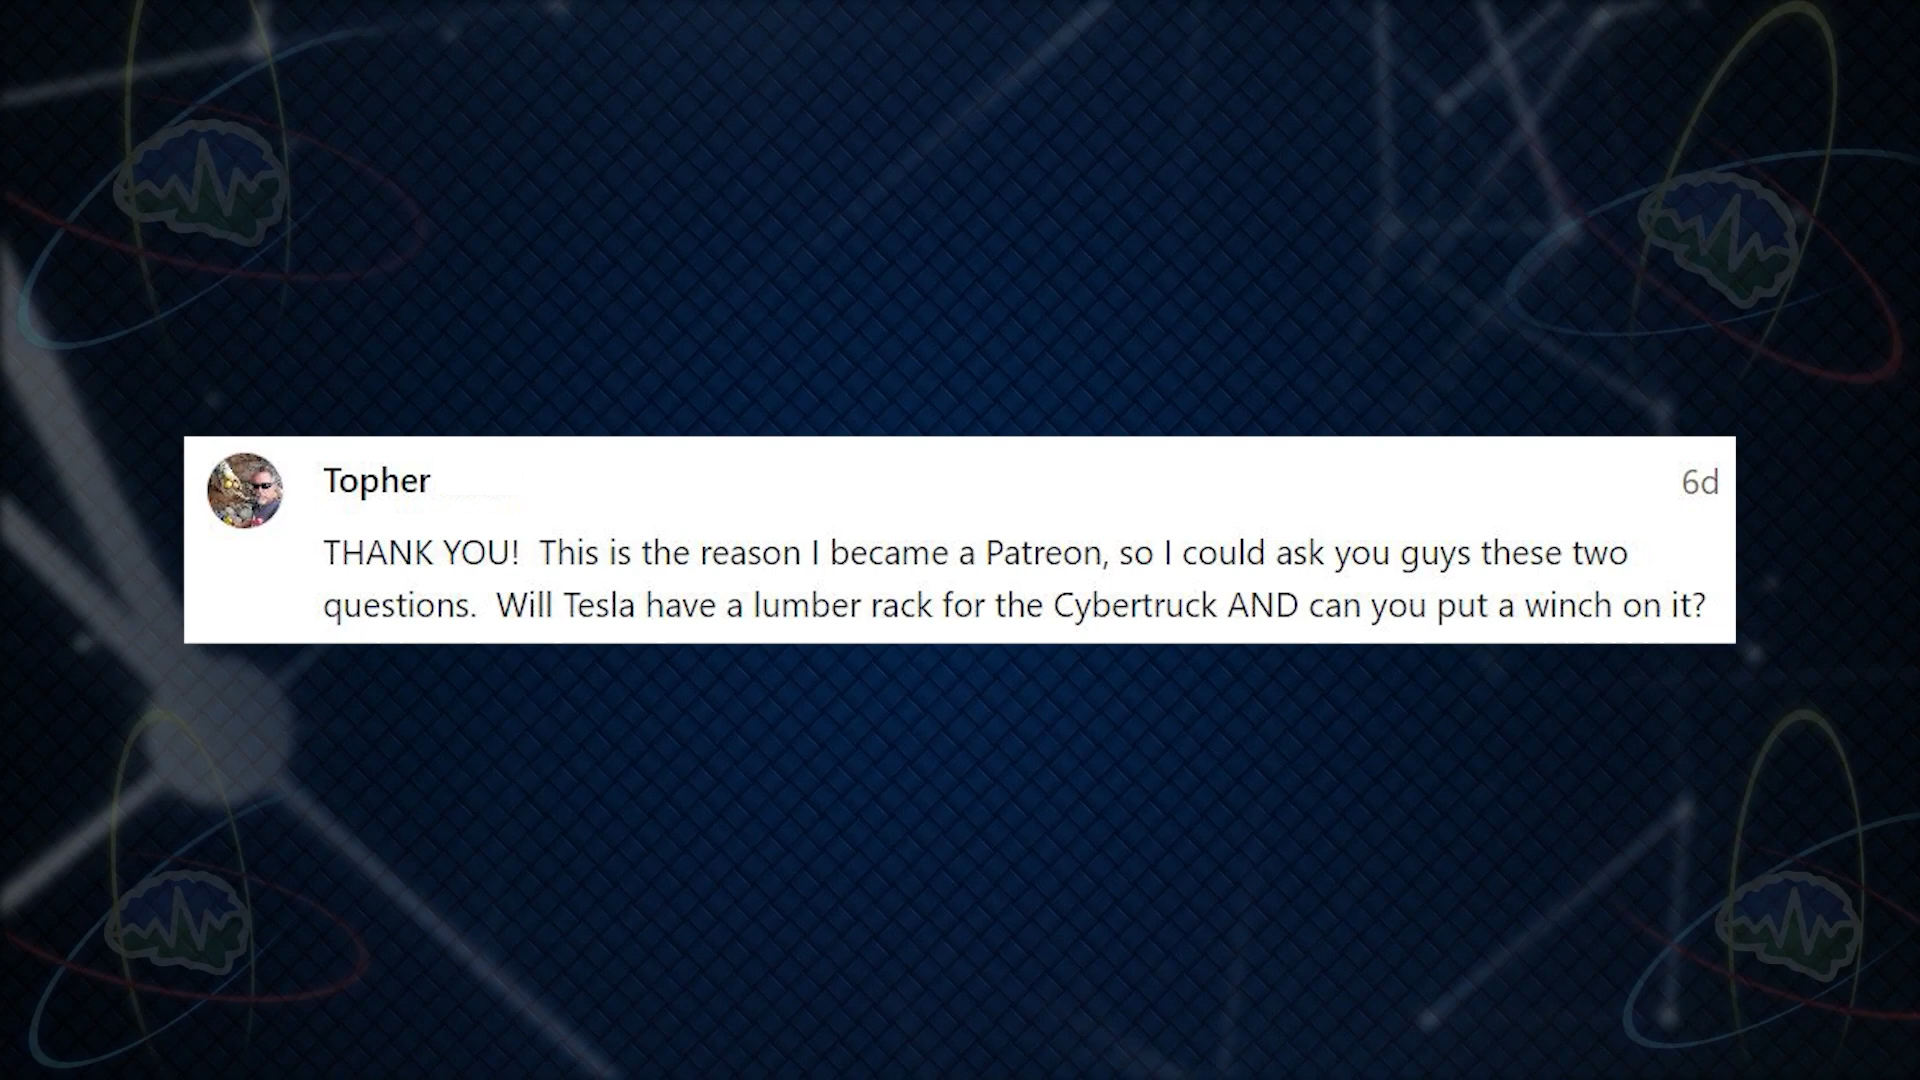 Topher
6d
THANK YOU!  This is the reason I became a Patreon, so I could ask you guys these two
questions.  Will Tesla have a lumber rack for the Cybertruck AND can you put a winch on it?